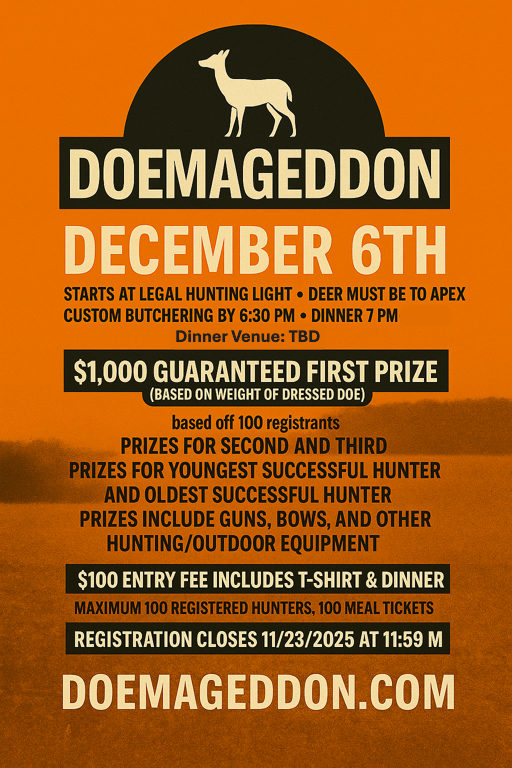 DOEMAGEDDON
DECEMBER 6TH
STARTS AT LEGAL HUNTING LIGHT • DEER MUST BE TO APEX
CUSTOM BUTCHERING BY 6:30 PM • DINNER 7 PM
Dinner Venue: TBD
$1,000 GUARANTEED FIRST PRIZE
(BASED ON WEIGHT OF DRESSED DOE)
based off 100 registrants
PRIZES FOR SECOND AND THIRD
PRIZES FOR YOUNGEST SUCCESSFUL HUNTER
AND OLDEST SUCCESSFUL HUNTER
PRIZES INCLUDE GUNS, BOWS, AND OTHER
HUNTING/OUTDOOR EQUIPMENT
$100 ENTRY FEE INCLUDES T-SHIRT & DINNER
MAXIMUM 100 REGISTERED HUNTERS, 100 MEAL TICKETS
REGISTRATION CLOSES 11/23/2025 AT 11:59 M
DOEMAGEDDON.COM